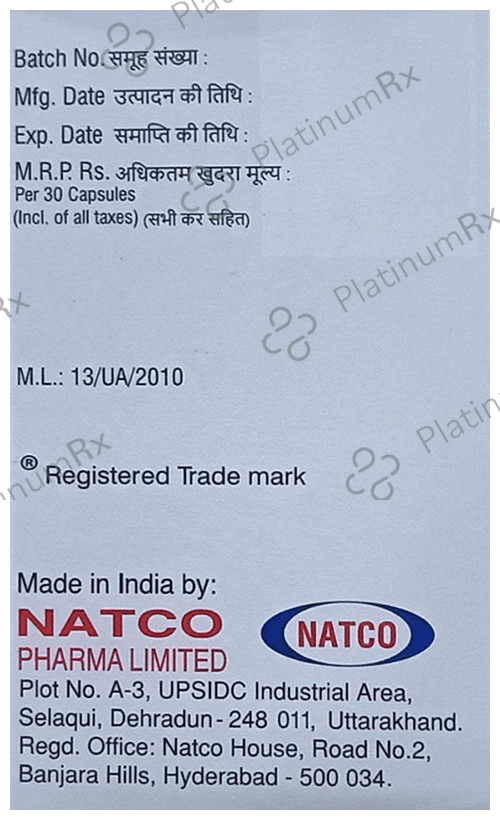 PlatinumRx
Batch No. समूह संख्या :
Mfg. Date उत्पादन की तिथि :
Exp. Date समाप्ति की तिथि :
M.R.P. Rs. अधिकतम खुदरा मूल्य :
Per 30 Capsules
(Incl. of all taxes) (सभी कर सहित)
PlatinumRx
PlatinumRx
M.L.: 13/UA/2010
® Registered Trade mark
Made in India by:
NATCO
PHARMA LIMITED
NATCO
Plot No. A-3, UPSIDC Industrial Area,
Selaqui, Dehradun - 248 011, Uttarakhand.
Regd. Office: Natco House, Road No.2,
Banjara Hills, Hyderabad - 500 034.